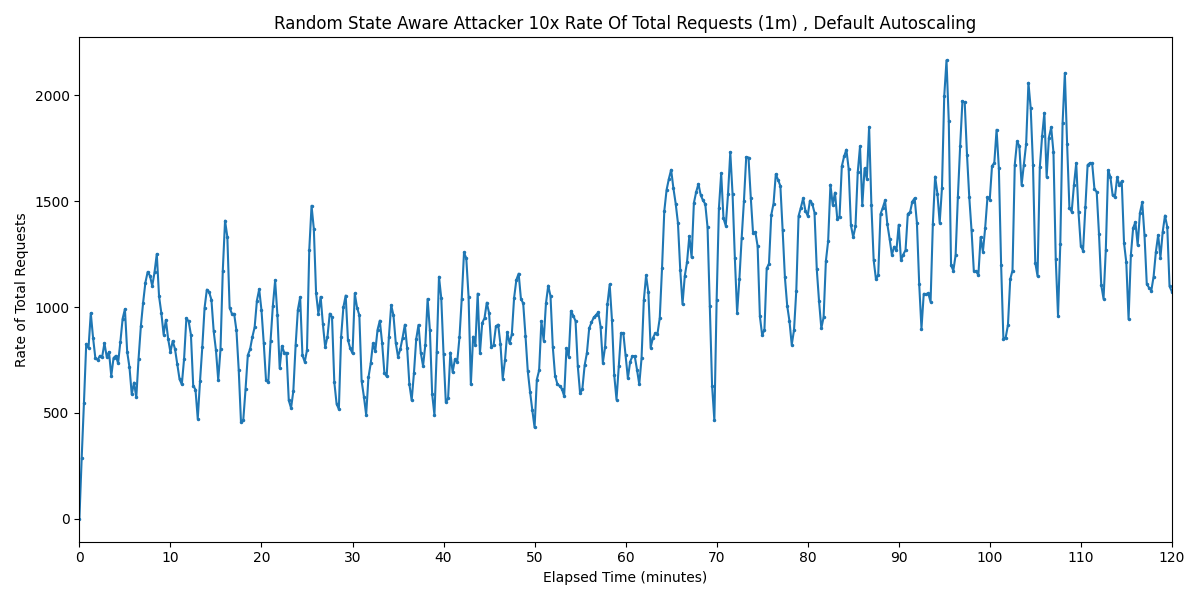 Random State Aware Attacker 10x Rate Of Total Requests (1m) , Default Autoscaling
Rate of Total Requests
2000
1500
1000
500
0
0 10 20 30 40 50 60 70 80 90 100 110 120
Elapsed Time (minutes)